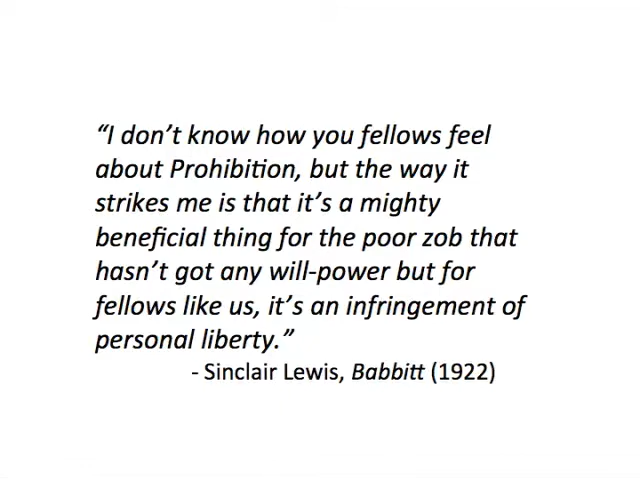 “I don’t know how you fellows feel
about Prohibition, but the way it
strikes me is that it’s a mighty
beneficial thing for the poor zob that
hasn’t got any will-power but for
fellows like us, it’s an infringement of
personal liberty.”
- Sinclair Lewis, Babbitt (1922)